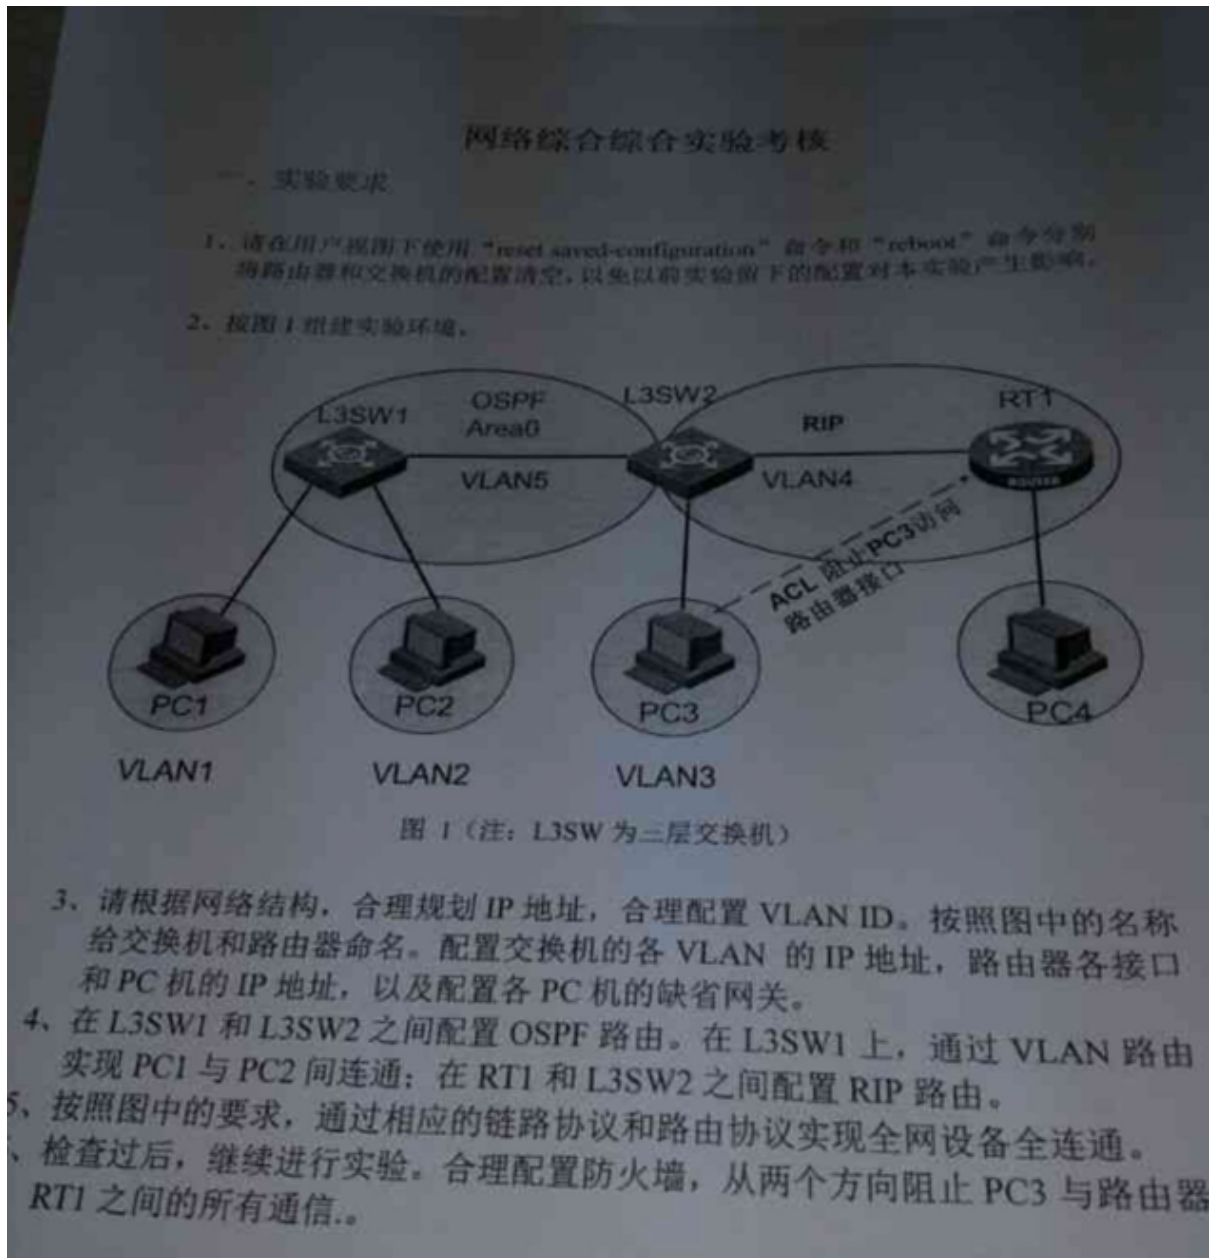 网络综合综合实验考核
一．实验要求
1、请在用户视图下使用“reset saved-configuration”命令和“reboot”命令分别
将路由器和交换机的配置清空，以免以前实验留下的配置对本实验产生影响。
2、按图1组建实验环境。
L3SW1
OSPF
Area0
VLAN5
L3SW2
RIP
VLAN4
RT1
ROUTER
ACL 阻止PC3访问
路由器接口
PC1
PC2
PC3
PC4
VLAN1
VLAN2
VLAN3
图 1（注：L3SW 为三层交换机）
3、请根据网络结构，合理规划 IP 地址，合理配置 VLAN ID。按照图中的名称
给交换机和路由器命名。配置交换机的各 VLAN 的 IP 地址，路由器各接口
和 PC 机的 IP 地址，以及配置各 PC 机的缺省网关。
4、在 L3SW1 和 L3SW2 之间配置 OSPF 路由。在 L3SW1 上，通过 VLAN 路由
实现 PC1 与 PC2 间连通；在 RT1 和 L3SW2 之间配置 RIP 路由。
5、按照图中的要求，通过相应的链路协议和路由协议实现全网设备全连通。
、检查过后，继续进行实验。合理配置防火墙，从两个方向阻止 PC3 与路由器
RT1 之间的所有通信.。